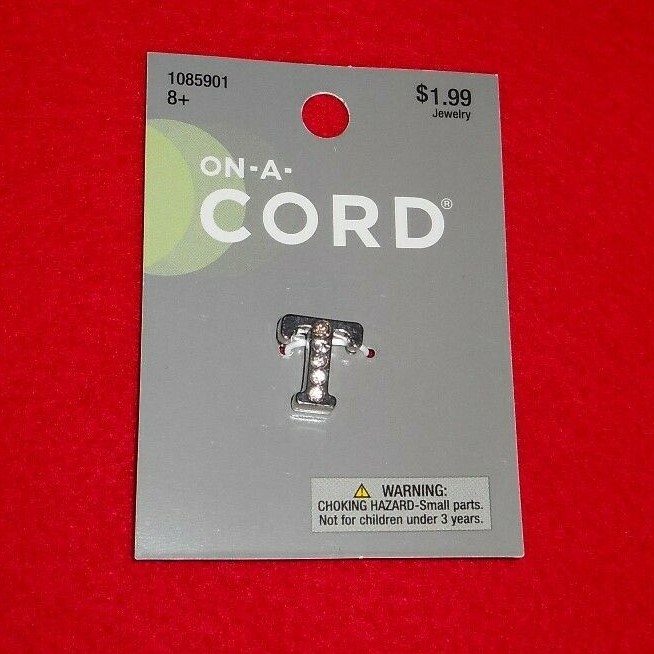 1085901
8+
$1.99
Jewelry
ON-A-
CORD®
T
WARNING:
CHOKING HAZARD-Small parts.
Not for children under 3 years.